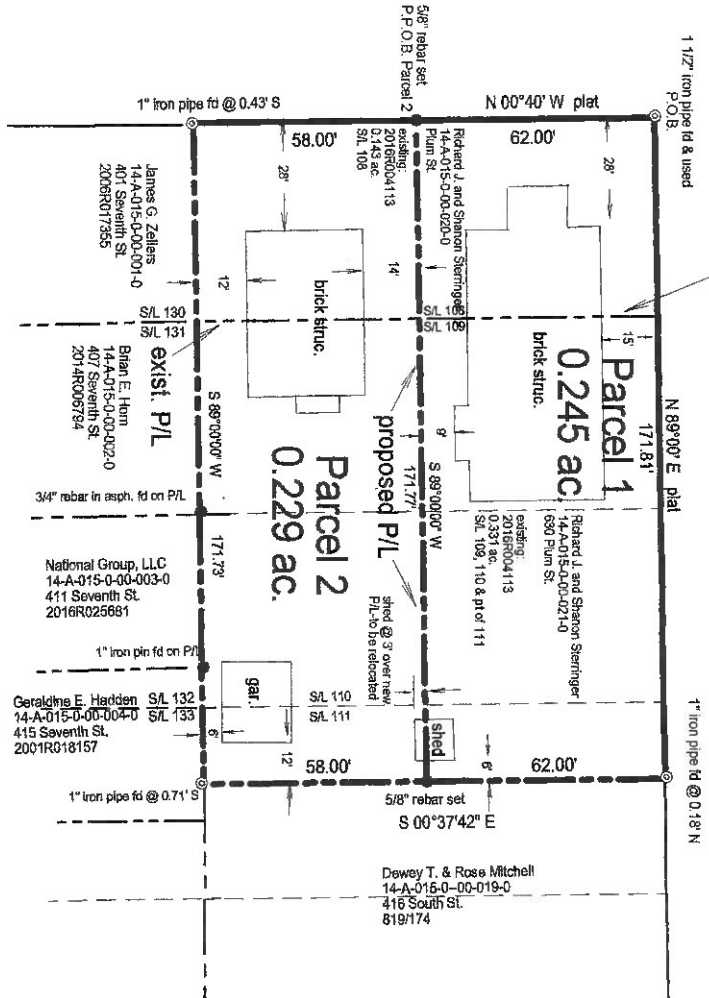 1 1/2" iron pipe fd & used
P.O.B.
5/8" rebar set
P.P.O.B. Parcel 2
1" iron pipe fd @ 0.43' S
N 00°40' W plat
58.00'
62.00'
28'
28'
Richard J. and Shanon Sterringer
14-A-015-0-00-020-0
Plum St.
existing:
2016R004113
0.143 ac.
S/L 108
James G. Zellers
14-A-015-0-00-001-0
401 Seventh St.
2006R017355
12'
brick struc.
14'
S/L 108
S/L 109
S/L 130
S/L 131
15'
Parcel 1
0.245 ac.
brick struc.
N 89°00' E plat
171.81'
Brian E. Horn
14-A-015-0-00-002-0
407 Seventh St.
2014R006794
exist. P/L
S 89°00'00" W
171.73'
Parcel 2
0.229 ac.
proposed P/L
S 89°00'00" W
171.77'
9'
Richard J. and Shanon Sterringer
14-A-015-0-00-021-0
630 Plum St.
existing:
2016R004113
0.331 ac.
S/L 109, 110 & pt of 111
3/4" rebar in asph. fd on P/L
National Group, LLC
14-A-015-0-00-003-0
411 Seventh St.
2016R025681
1" iron pin fd on P/L
shed @ 3' over new
P/L-to be relocated
gar.
S/L 110
S/L 111
shed
Geraldine E. Hadden
14-A-015-0-00-004-0
415 Seventh St.
2001R018157
S/L 132
S/L 133
6'
12'
6'
58.00'
62.00'
1" iron pipe fd @ 0.71' S
5/8" rebar set
S 00°37'42" E
1" iron pipe fd @ 0.18' N
Dewey T. & Rose Mitchell
14-A-015-0--00-019-0
416 South St.
819/174